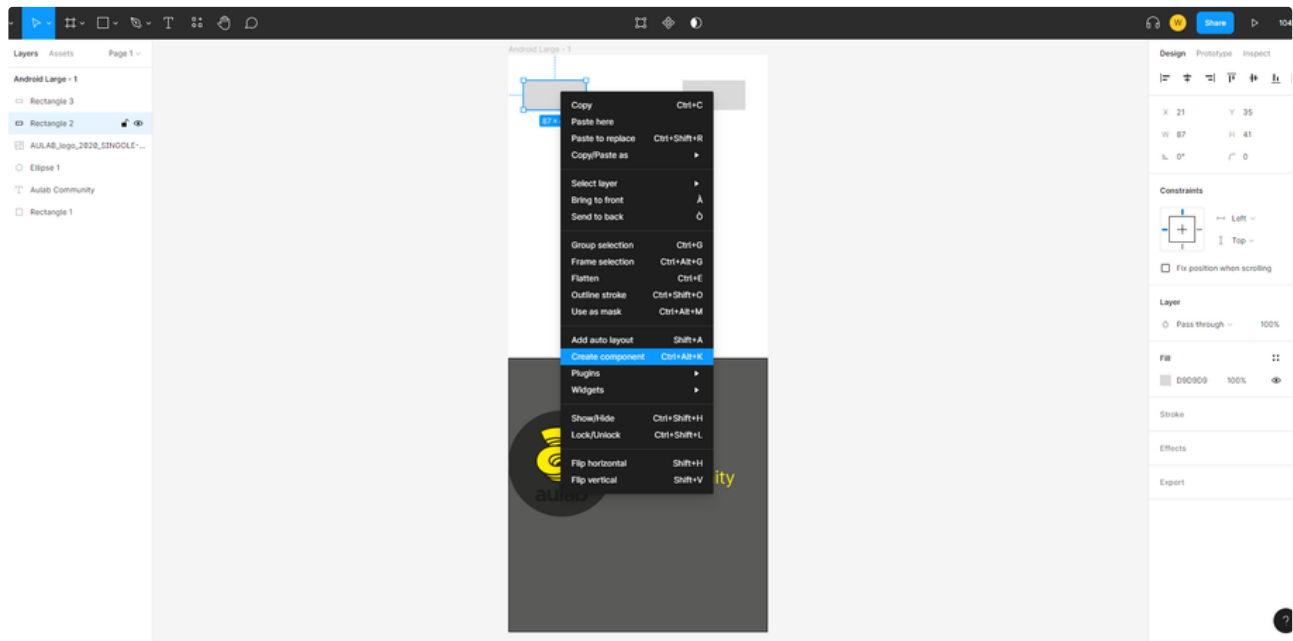 W Share 104
Layers Assets Page 1
Android Large - 1
Rectangle 3
Rectangle 2
AULAB_logo_2020_SINGOLE-...
Ellipse 1
T Aulab Community
Rectangle 1
Android Large - 1
87 ×
Copy Ctrl+C
Paste here
Paste to replace Ctrl+Shift+R
Copy/Paste as
Select layer
Bring to front À
Send to back Ò
Group selection Ctrl+G
Frame selection Ctrl+Alt+G
Flatten Ctrl+E
Outline stroke Ctrl+Shift+O
Use as mask Ctrl+Alt+M
Add auto layout Shift+A
Create component Ctrl+Alt+K
Plugins
Widgets
Show/Hide Ctrl+Shift+H
Lock/Unlock Ctrl+Shift+L
Flip horizontal Shift+H
Flip vertical Shift+V
ity
aulab
Design Prototype Inspect
X 21 Y 35
W 87 H 41
0° 0
Constraints
Left
Top
Fix position when scrolling
Layer
Pass through 100%
Fill
D9D9D9 100%
Stroke
Effects
Export
?